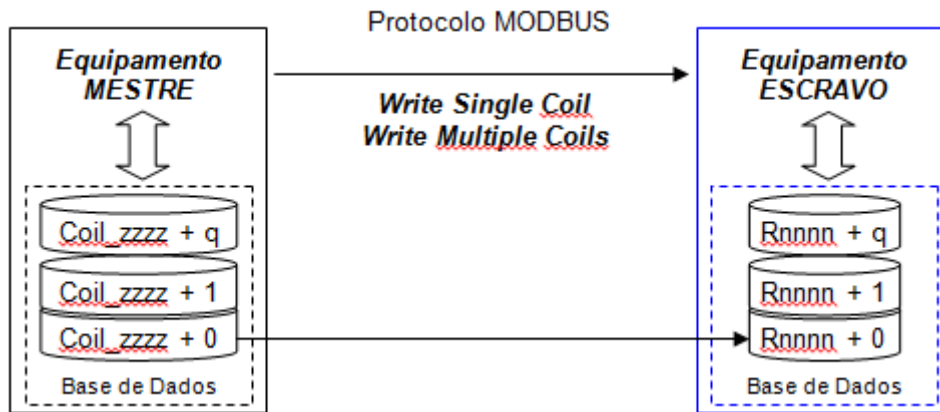 Protocolo MODBUS
Equipamento
MESTRE
Write Single Coil
Write Multiple Coils
Equipamento
ESCRAVO
Coil_zzzz + q
Coil_zzzz + 1
Coil_zzzz + 0
Base de Dados
Rnnnn + q
Rnnnn + 1
Rnnnn + 0
Base de Dados